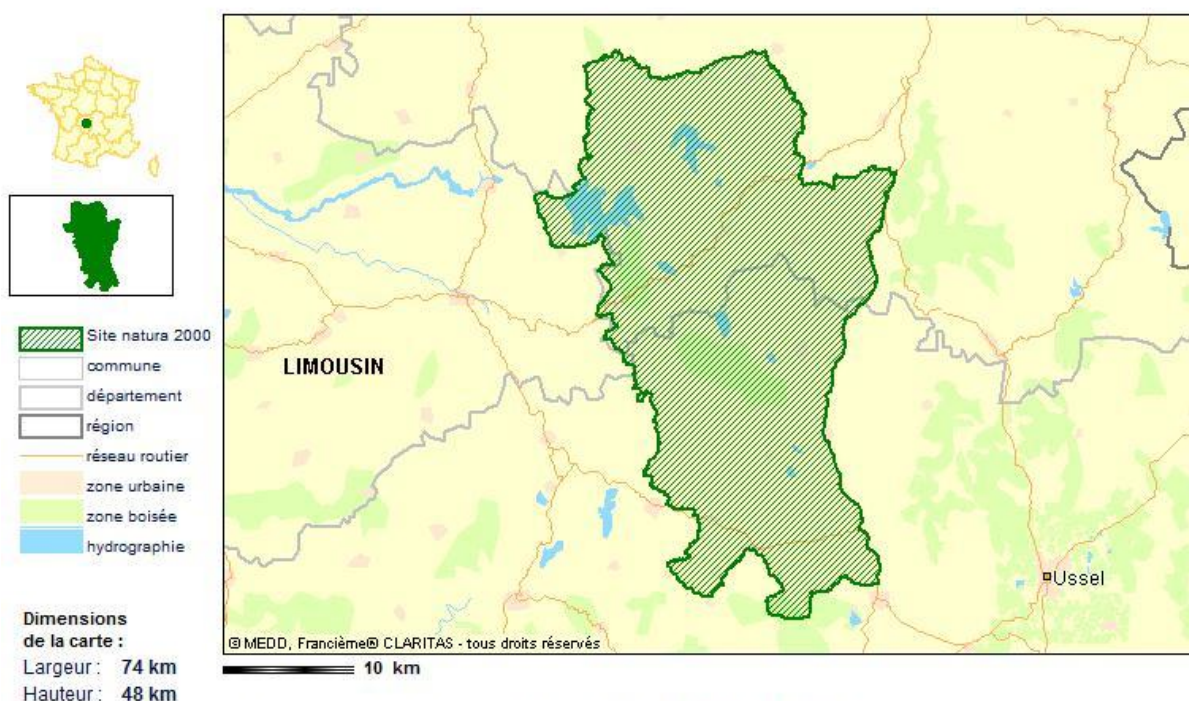 Site natura 2000
commune
département
région
réseau routier
zone urbaine
zone boisée
hydrographie
Dimensions
de la carte :
Largeur : 74 km
Hauteur : 48 km
LIMOUSIN
Ussel
© MEDD, Francième® CLARITAS - tous droits réservés
10 km